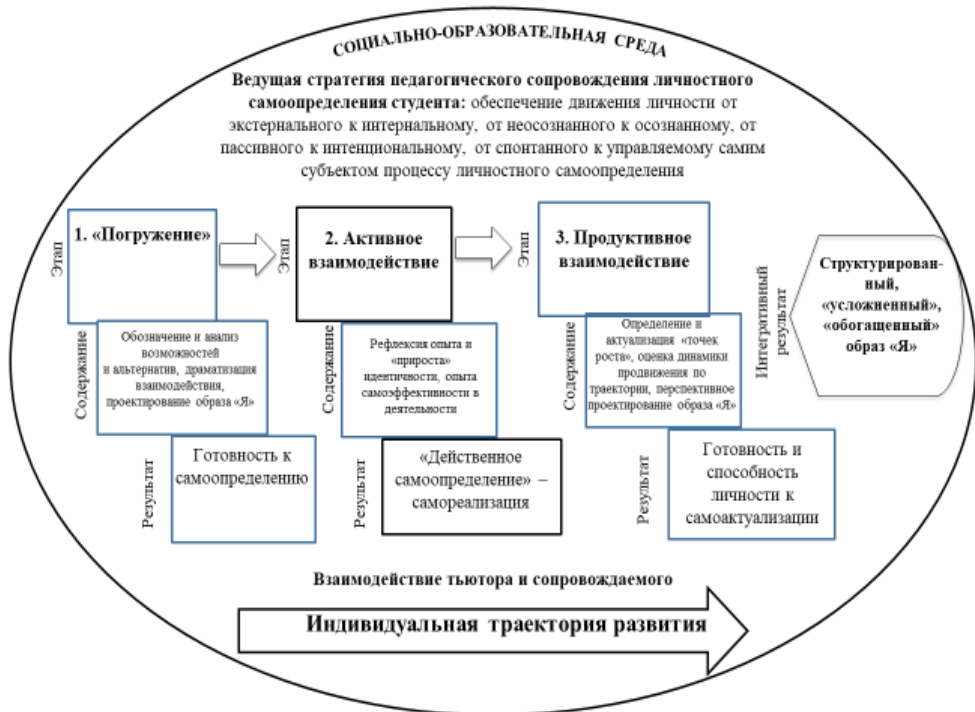 СОЦИАЛЬНО-ОБРАЗОВАТЕЛЬНАЯ СРЕДА
Ведущая стратегия педагогического сопровождения личностного
самоопределения студента: обеспечение движения личности от
экстернального к интернальному, от неосознанного к осознанному, от
пассивного к интенциональному, от спонтанного к управляемому самим
субъектом процессу личностного самоопределения
Этап
1. «Погружение»
Содержание
Обозначение и анализ
возможностей
и альтернатив, драматизация
взаимодействия,
проектирование образа «Я»
Результат
Готовность к
самоопределению
Этап
2. Активное
взаимодействие
Содержание
Рефлексия опыта и
«прироста»
идентичности, опыта
самоэффективности в
деятельности
Результат
«Действенное
самоопределение» –
самореализация
Этап
3. Продуктивное
взаимодействие
Содержание
Определение и
актуализация «точек
роста», оценка динамики
продвижения по
траектории, перспективное
проектирование образа «Я»
Результат
Готовность и
способность
личности к
самоактуализации
Интегративный
результат
Структурирован-
ный,
«усложненный»,
«обогащенный»
образ «Я»
Взаимодействие тьютора и сопровождаемого
Индивидуальная траектория развития